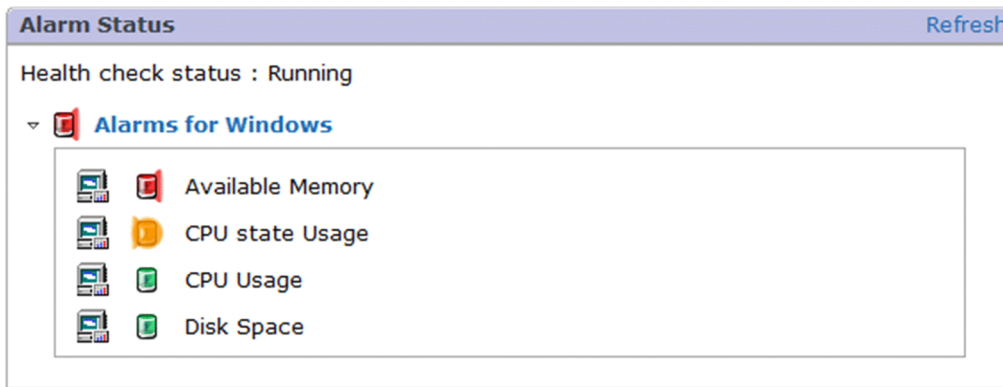 Alarm Status
Refresh
Health check status : Running
Alarms for Windows
Available Memory
CPU state Usage
CPU Usage
Disk Space